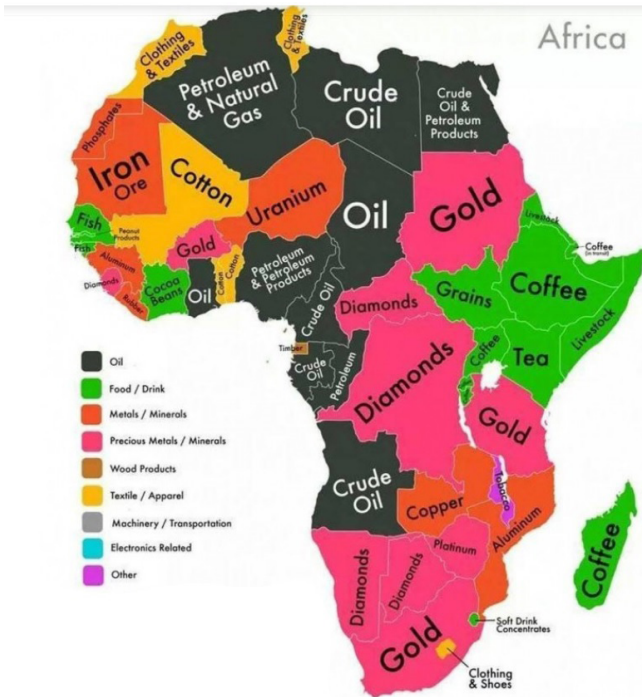 Africa
Clothing
& Textiles
Clothing
& Textiles
Petroleum
& Natural
Gas
Crude
Oil
Crude
Oil &
Petroleum
Products
Phosphates
Iron
Ore
Cotton
Uranium
Oil
Gold
Livestock
Coffee
(in transit)
Fish
Peanut
Products
Fish
Gold
Aluminum
Diamonds
Rubber
Cocoa
Beans
Oil
Cotton
Cotton
Petroleum
& Petroleum
Products
Crude Oil
Diamonds
Grains
Coffee
Livestock
Timber
Crude
Oil
Petroleum
Diamonds
Coffee
Tea
Gold
Crude
Oil
Copper
Tobacco
Aluminum
Coffee
Diamonds
Diamonds
Platinum
Gold
Soft Drink
Concentrates
Clothing
& Shoes
Oil
Food / Drink
Metals / Minerals
Precious Metals / Minerals
Wood Products
Textile / Apparel
Machinery / Transportation
Electronics Related
Other